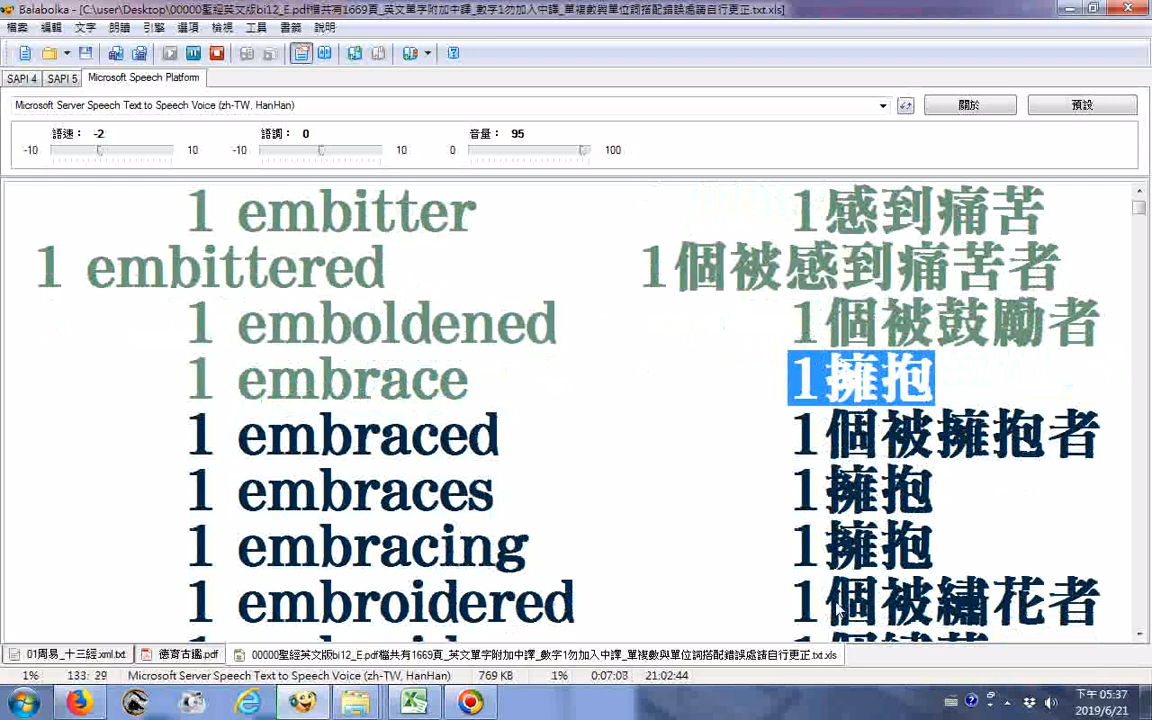 Balabolka - [C:\user\Desktop\00000聖經英文版bi12_E.pdf檔共有1669頁_英文單字附加中譯_數字1勿加入中譯_單複數與單位詞搭配錯誤處請自行更正.txt.xls]
檔案 編輯 文字 朗讀 引擎 選項 檢視 工具 書籤 說明
SAPI 4 SAPI 5 Microsoft Speech Platform
Microsoft Server Speech Text to Speech Voice (zh-TW, HanHan) 關於 預設
語速： -2 語調： 0 音量： 95
-10 10 -10 10 0 100
1 embitter 1感到痛苦
1 embittered 1個被感到痛苦者
1 emboldened 1個被鼓勵者
1 embrace 1擁抱
1 embraced 1個被擁抱者
1 embraces 1擁抱
1 embracing 1擁抱
1 embroidered 1個被繡花者
01周易_十三經.xml.txt 德育古鑑.pdf 00000聖經英文版bi12_E.pdf檔共有1669頁_英文單字附加中譯_數字1勿加入中譯_單複數與單位詞搭配錯誤處請自行更正.txt.xls
1% 133: 29 Microsoft Server Speech Text to Speech Voice (zh-TW, HanHan) 769 KB 1% 0:07:03 21:02:44
下午 05:37
2019/6/21